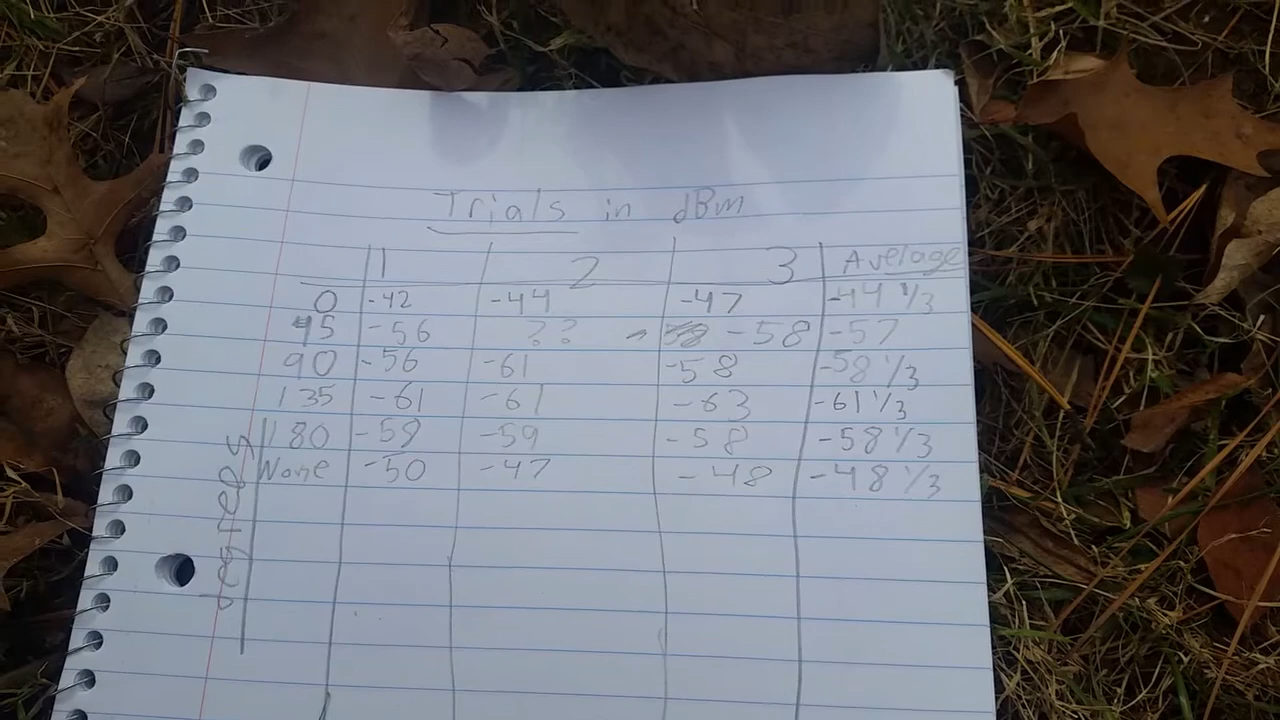 Trials in dBm
1 2 3 Average
0 -42 -44 -47 -44 1/3
45 -56 ?? -58 -57
90 -56 -61 -58 -58 1/3
135 -61 -61 -63 -61 1/3
180 -59 -59 -58 -58 1/3
None -50 -47 -48 -48 1/3
Degrees